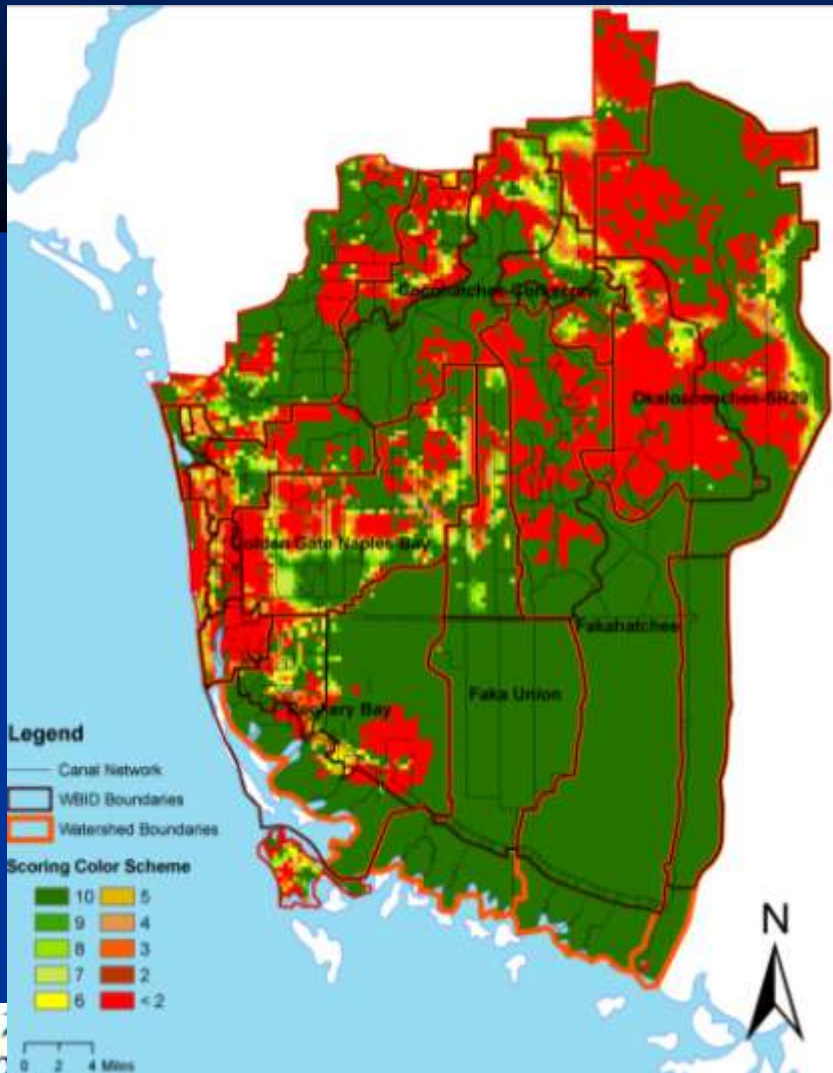 Cocohatchee-Corkscrew
Okaloacoochee-SR29
Golden Gate Naples-Bay
Fakahatchee
Faka Union
Rookery Bay
Legend
Canal Network
WBID Boundaries
Watershed Boundaries
Scoring Color Scheme
10 5
9 4
8 3
7 2
6 < 2
N
0 2 4 Miles